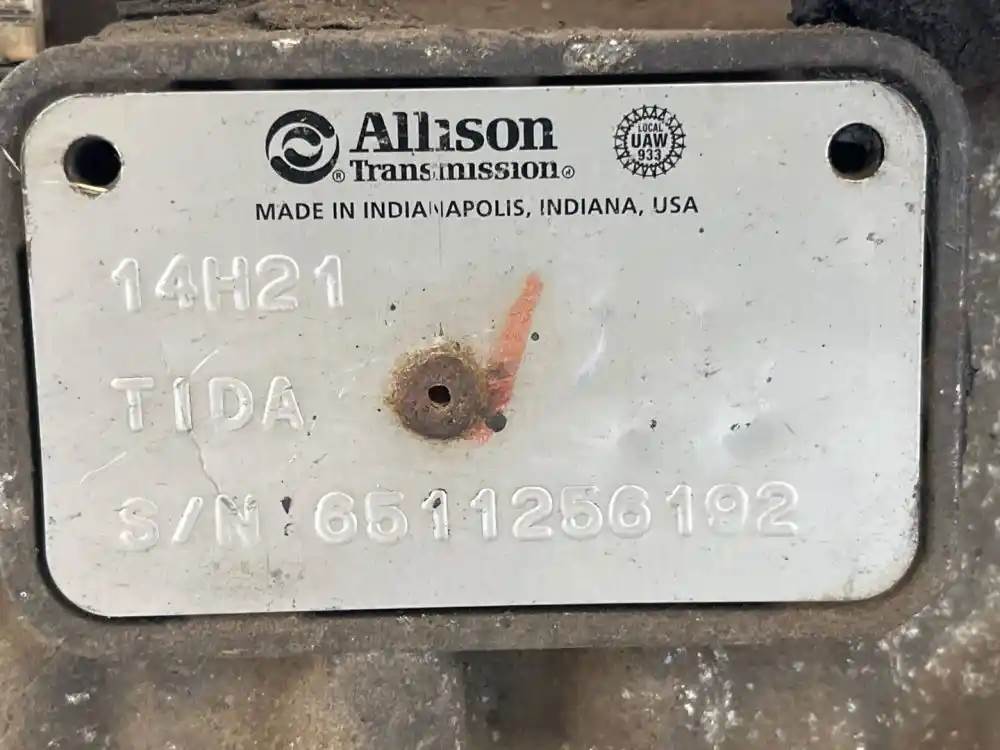 Allison
® Transmission®
LOCAL
UAW
933
MADE IN INDIANAPOLIS, INDIANA, USA
14H21
TIDA
S/N 6511256192